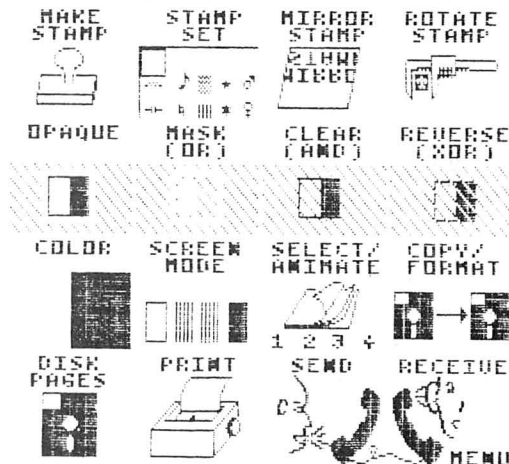 MAKE STAMP SET MIRROR ROTATE
STAMP STAMP STAMP
OPAQUE MASK CLEAR REVERSE
(OR) (AND) (XOR)
COLOR SCREEN SELECT/ COPY/
MODE ANIMATE FORMAT
1 2 3 4
DISK PRINT SEND RECEIVE
PAGES
MENU